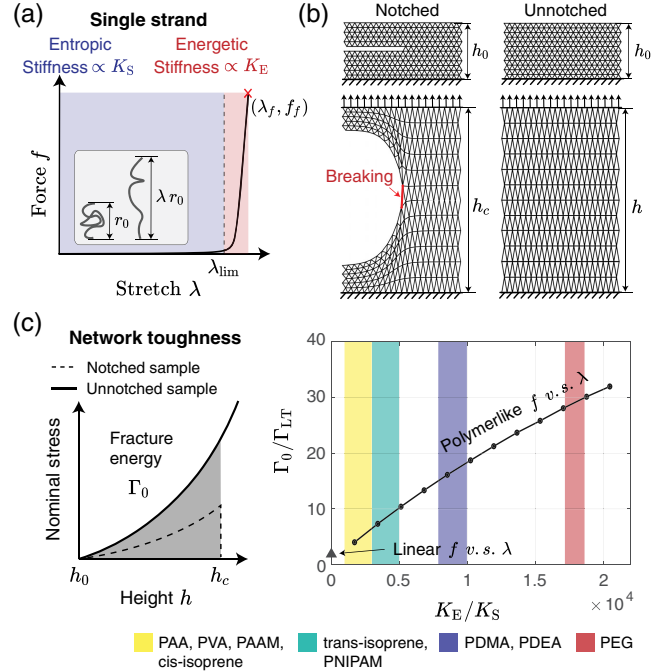 (a)
Single strand
Entropic
Stiffness ∝ K_S
Energetic
Stiffness ∝ K_E
(λ_f, f_f)
Force f
r_0
λ r_0
λ_lim
Stretch λ
(b)
Notched
Unnotched
h_0
h_0
Breaking
h_c
h
(c)
Network toughness
Notched sample
Unnotched sample
Fracture
energy
Γ_0
Nominal stress
h_0
h_c
Height h
40
30
20
10
0
Γ_0/Γ_LT
Polymerlike f v.s. λ
Linear f v.s. λ
0
0.5
1
1.5
2
× 10^4
K_E/K_S
PAA, PVA, PAAM,
cis-isoprene
trans-isoprene,
PNIPAM
PDMA, PDEA
PEG